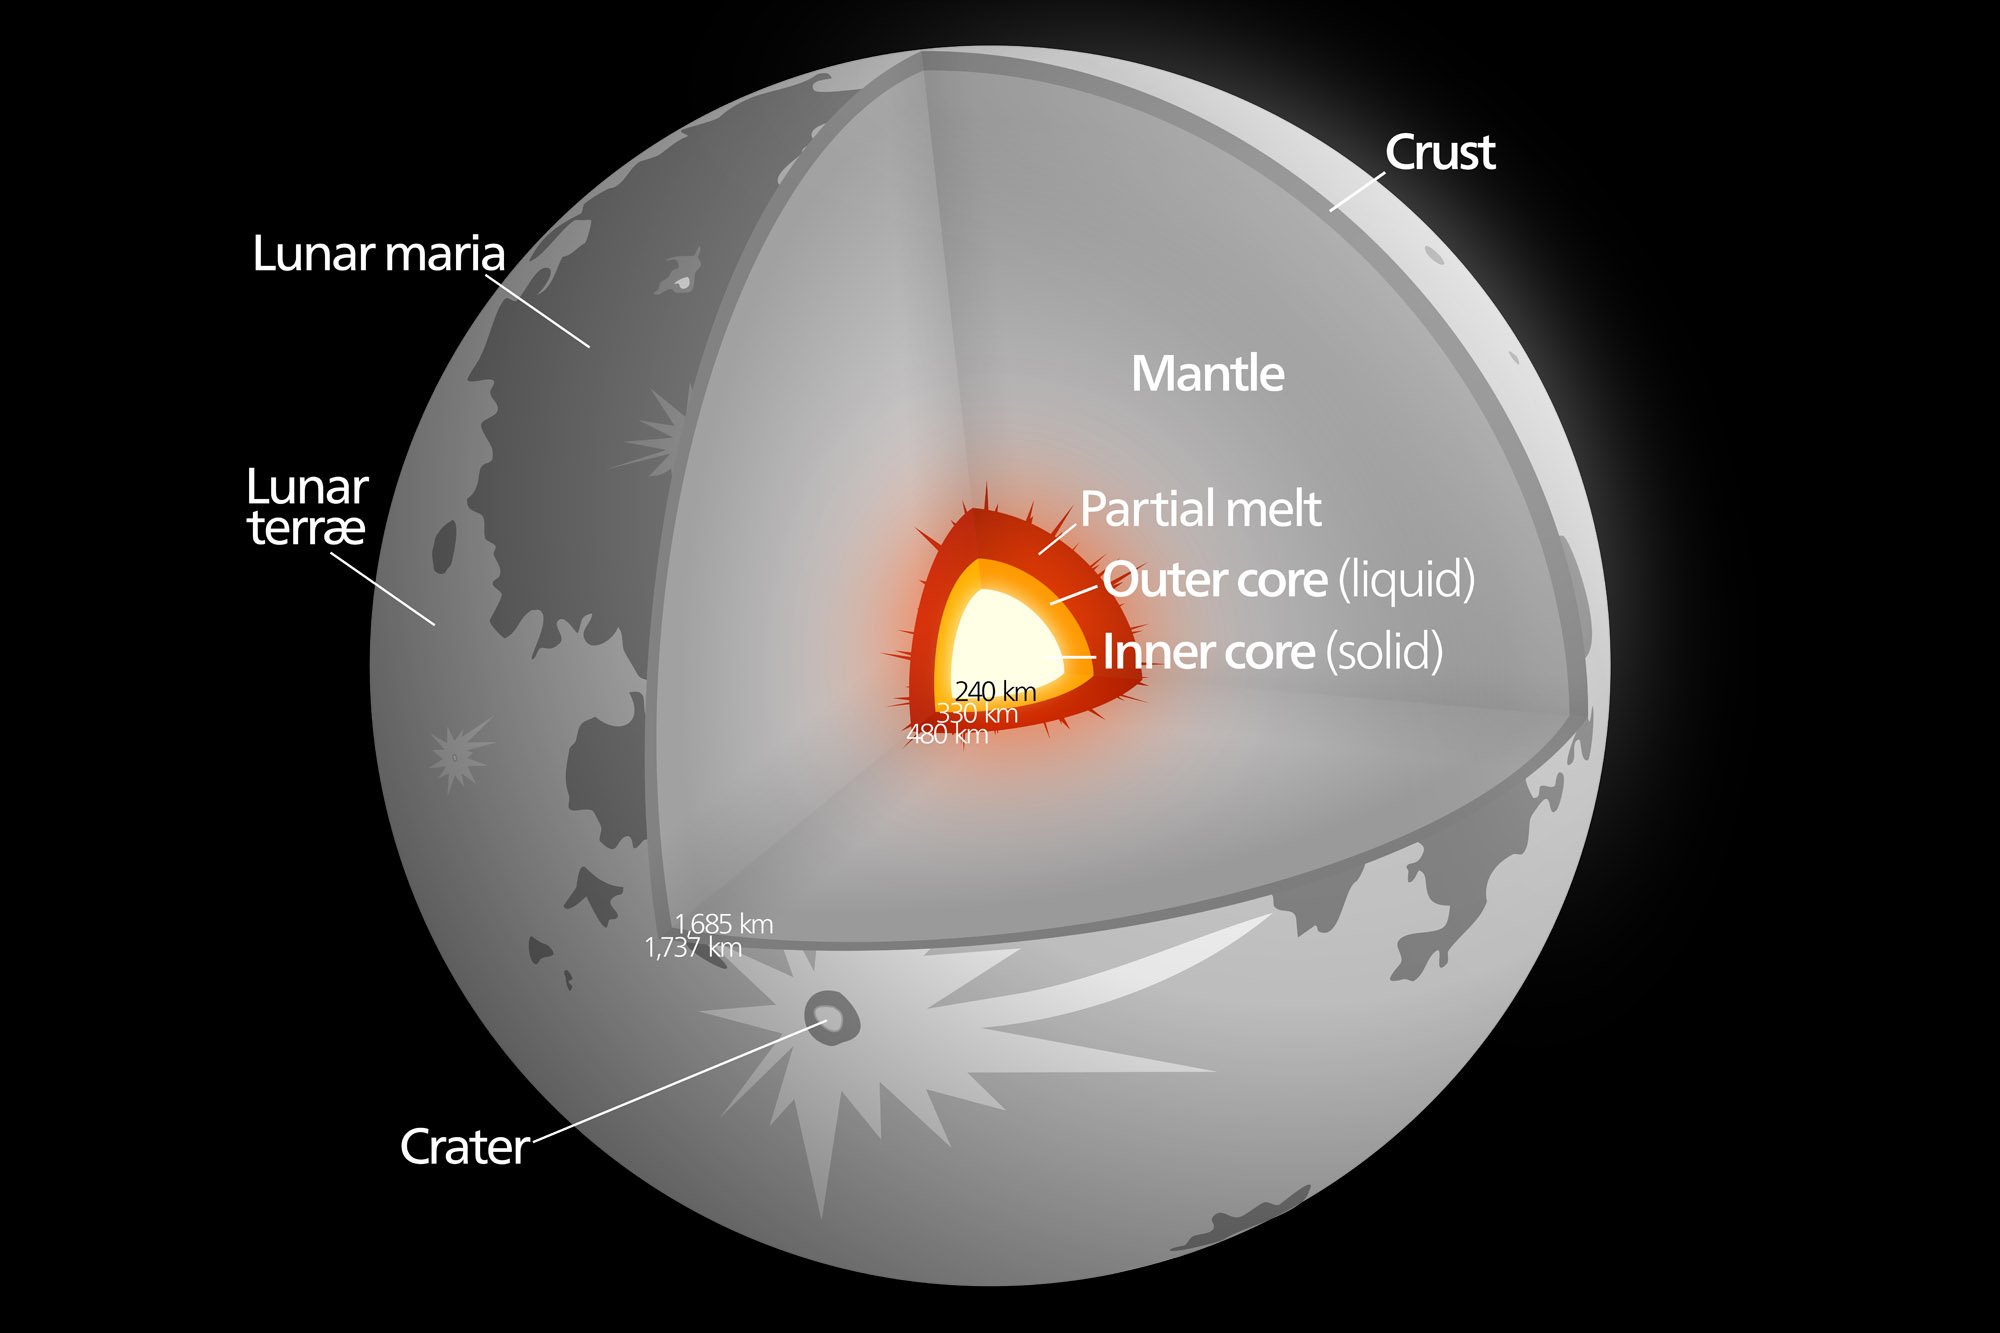 Crust
Lunar maria
Mantle
Lunar
terræ
Partial melt
Outer core (liquid)
Inner core (solid)
240 km
330 km
480 km
1,685 km
1,737 km
Crater